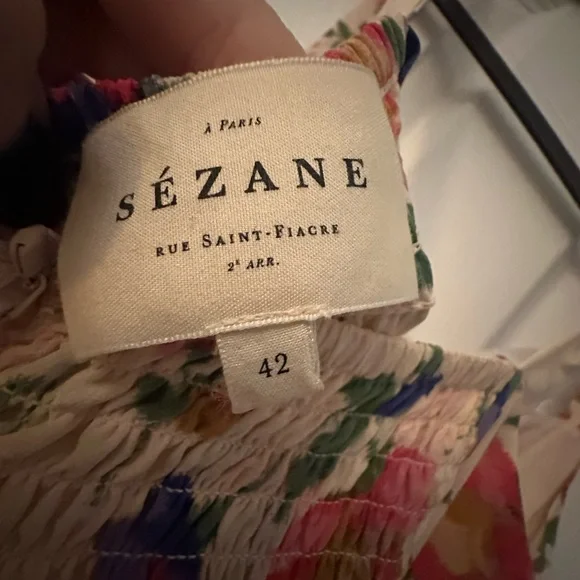 À PARIS
SÉZANE
RUE SAINT-FIACRE
2ᴱ ARR.
42